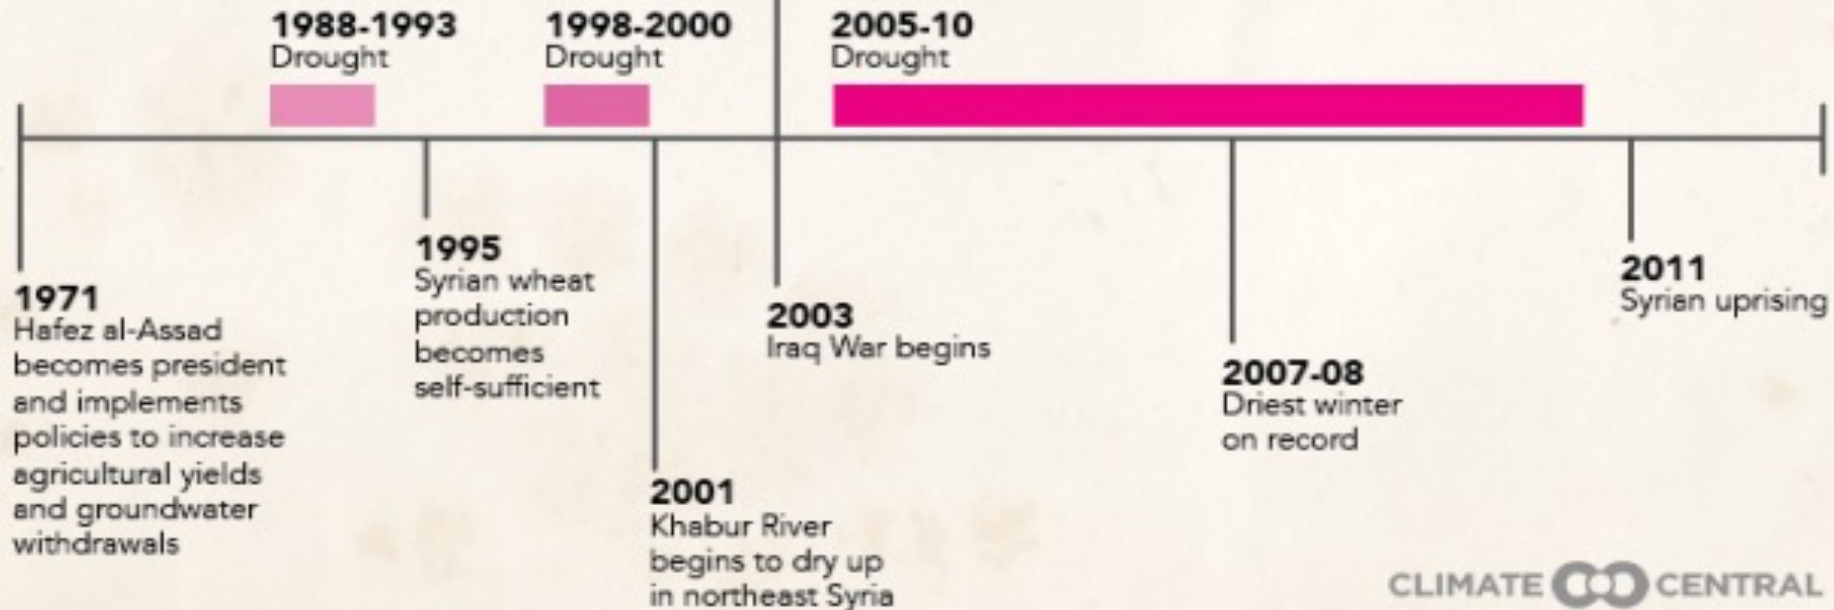 1988-1993
Drought
1998-2000
Drought
2005-10
Drought
1971
Hafez al-Assad
becomes president
and implements
policies to increase
agricultural yields
and groundwater
withdrawals
1995
Syrian wheat
production
becomes
self-sufficient
2001
Khabur River
begins to dry up
in northeast Syria
2003
Iraq War begins
2007-08
Driest winter
on record
2011
Syrian uprising
CLIMATE CENTRAL